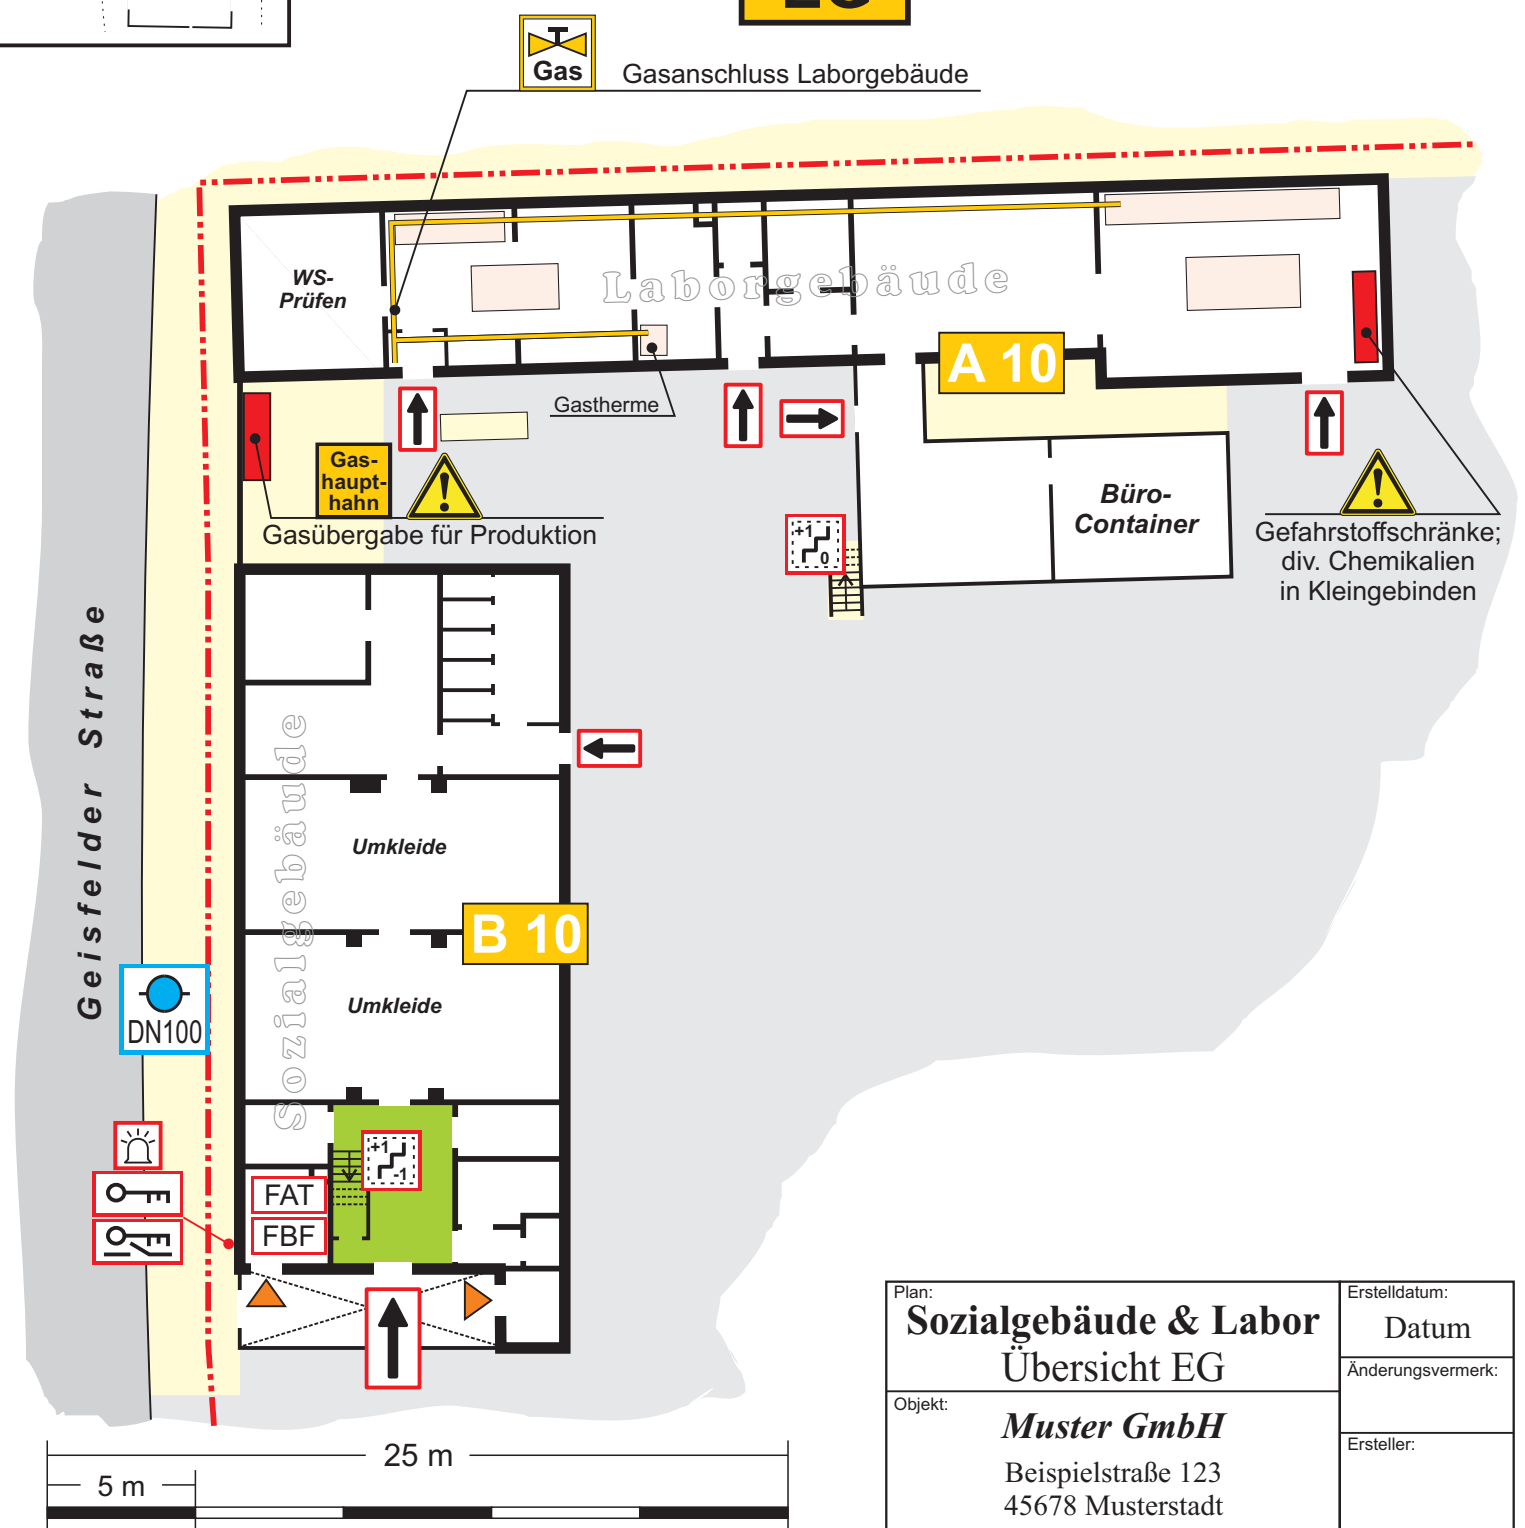 EG
Gas
Gasanschluss Laborgebäude
WS-
Prüfen
Laborgebäude
A 10
Gastherme
Gas-
haupt-
hahn
Gasübergabe für Produktion
+1
0
Büro-
Container
Gefahrstoffschränke;
div. Chemikalien
in Kleingebinden
Geisfelder Straße
Sozialgebäude
Umkleide
B 10
Umkleide
DN100
+1
-1
FAT
FBF
25 m
5 m
Plan:
Sozialgebäude & Labor
Übersicht EG
Erstelldatum:
Datum
Änderungsvermerk:
Objekt:
Muster GmbH
Beispielstraße 123
45678 Musterstadt
Ersteller: